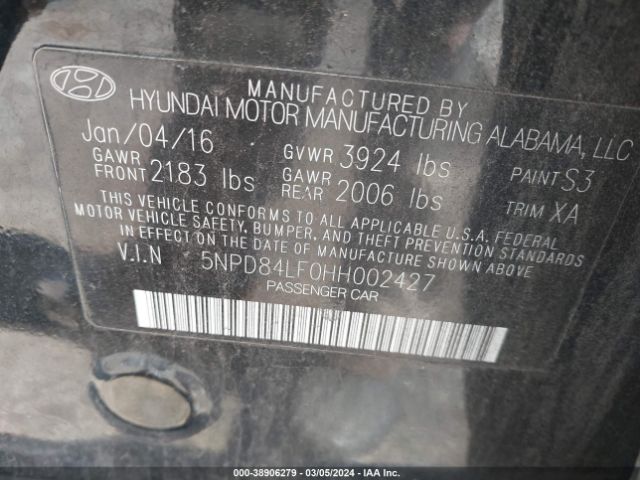 MANUFACTURED BY
HYUNDAI MOTOR MANUFACTURING ALABAMA, LLC
Jan/04/16 GVWR 3924 lbs PAINT S3
GAWR FRONT 2183 lbs GAWR REAR 2006 lbs TRIM XA
THIS VEHICLE CONFORMS TO ALL APPLICABLE U.S.A. FEDERAL
MOTOR VEHICLE SAFETY, BUMPER, AND THEFT PREVENTION STANDARDS
IN EFFECT ON THE DATE OF MANUFACTURE SHOWN ABOVE
V.I.N 5NPD84LF0HH002427
PASSENGER CAR
000-38906279 - 03/05/2024 - IAA Inc.